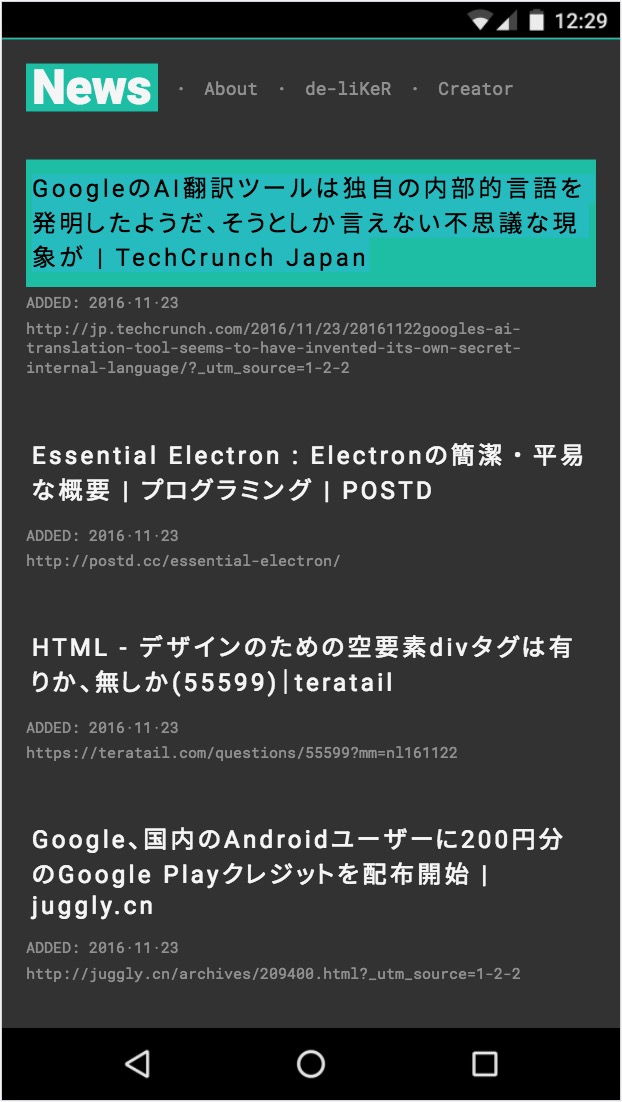 12:29
News · About · de-liKeR · Creator
GoogleのAI翻訳ツールは独自の内部的言語を
発明したようだ、そうとしか言えない不思議な現
象が | TechCrunch Japan
ADDED: 2016·11·23
http://jp.techcrunch.com/2016/11/23/20161122googles-ai-
translation-tool-seems-to-have-invented-its-own-secret-
internal-language/?_utm_source=1-2-2
Essential Electron : Electronの簡潔・平易
な概要 | プログラミング | POSTD
ADDED: 2016·11·23
http://postd.cc/essential-electron/
HTML - デザインのための空要素divタグは有
りか、無しか(55599)|teratail
ADDED: 2016·11·23
https://teratail.com/questions/55599?mm=nl161122
Google、国内のAndroidユーザーに200円分
のGoogle Playクレジットを配布開始 |
juggly.cn
ADDED: 2016·11·23
http://juggly.cn/archives/209400.html?_utm_source=1-2-2